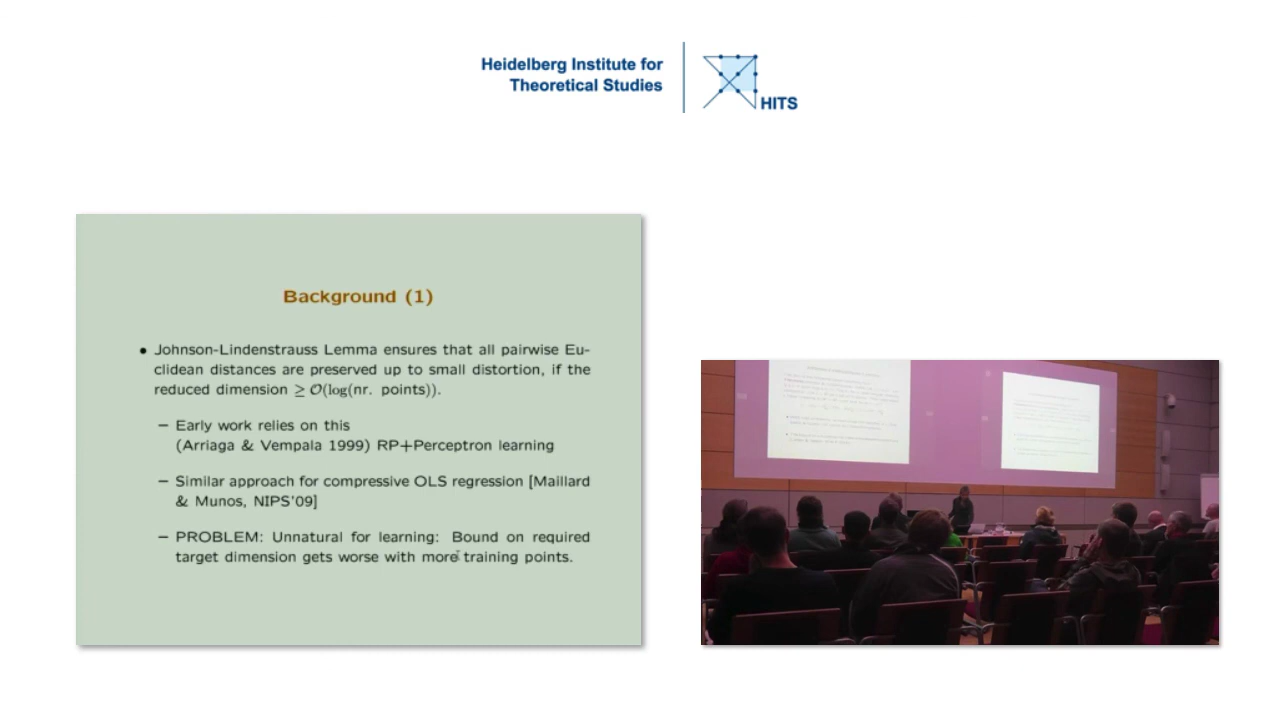 Heidelberg Institute for
Theoretical Studies
HITS
Background (1)
• Johnson-Lindenstrauss Lemma ensures that all pairwise Eu-
clidean distances are preserved up to small distortion, if the
reduced dimension ≥ O(log(nr. points)).
– Early work relies on this
(Arriaga & Vempala 1999) RP+Perceptron learning
– Similar approach for compressive OLS regression [Maillard
& Munos, NIPS'09]
– PROBLEM: Unnatural for learning: Bound on required
target dimension gets worse with more training points.